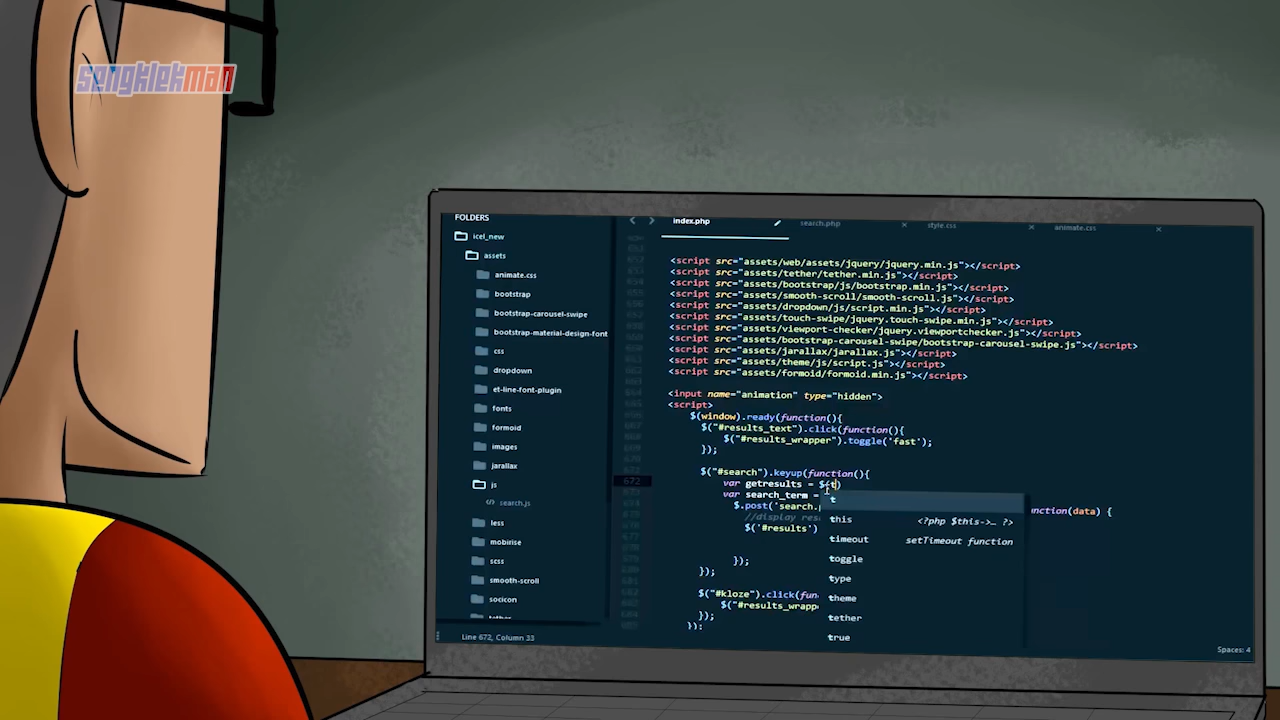 sengklekman
FOLDERS
icel_new
assets
animate.css
bootstrap
bootstrap-carousel-swipe
bootstrap-material-design-font
css
dropdown
et-line-font-plugin
fonts
formoid
images
jarallax
js
search.js
less
mobirise
scss
smooth-scroll
socicon
tether
Line 672, Column 33
index.php
search.php
style.css
animate.css
<script src="assets/web/assets/jquery/jquery.min.js"></script>
<script src="assets/tether/tether.min.js"></script>
<script src="assets/bootstrap/js/bootstrap.min.js"></script>
<script src="assets/smooth-scroll/smooth-scroll.js"></script>
<script src="assets/dropdown/js/script.min.js"></script>
<script src="assets/touch-swipe/jquery.touch-swipe.min.js"></script>
<script src="assets/viewport-checker/jquery.viewportchecker.js"></script>
<script src="assets/bootstrap-carousel-swipe/bootstrap-carousel-swipe.js"></script>
<script src="assets/jarallax/jarallax.js"></script>
<script src="assets/theme/js/script.js"></script>
<script src="assets/formoid/formoid.min.js"></script>
<input name="animation" type="hidden">
<script>
$(window).ready(function(){
$("#results_text").click(function(){
$("#results_wrapper").toggle('fast');
});
$("#search").keyup(function(){
672 var getresults = $(t)
var search_term =
$.post('search.p nction(data) {
//display res
$('#results')
});
});
$("#kloze").click(func
$("#results_wrapp
});
});
t
this <?php $this->… ?>
timeout setTimeout function
toggle
type
theme
tether
true
Spaces: 4